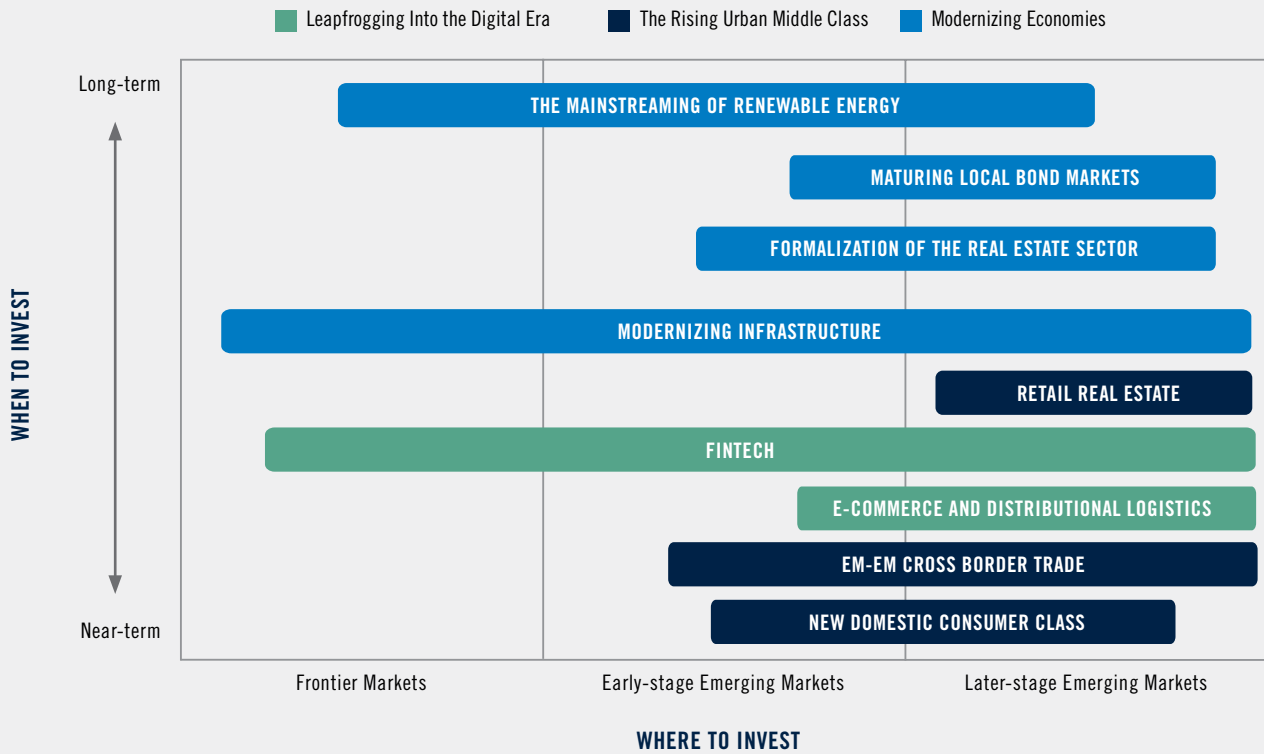 Leapfrogging Into the Digital Era
The Rising Urban Middle Class
Modernizing Economies
Long-term
THE MAINSTREAMING OF RENEWABLE ENERGY
MATURING LOCAL BOND MARKETS
FORMALIZATION OF THE REAL ESTATE SECTOR
WHEN TO INVEST
MODERNIZING INFRASTRUCTURE
RETAIL REAL ESTATE
FINTECH
E-COMMERCE AND DISTRIBUTIONAL LOGISTICS
EM-EM CROSS BORDER TRADE
NEW DOMESTIC CONSUMER CLASS
Near-term
Frontier Markets
Early-stage Emerging Markets
Later-stage Emerging Markets
WHERE TO INVEST